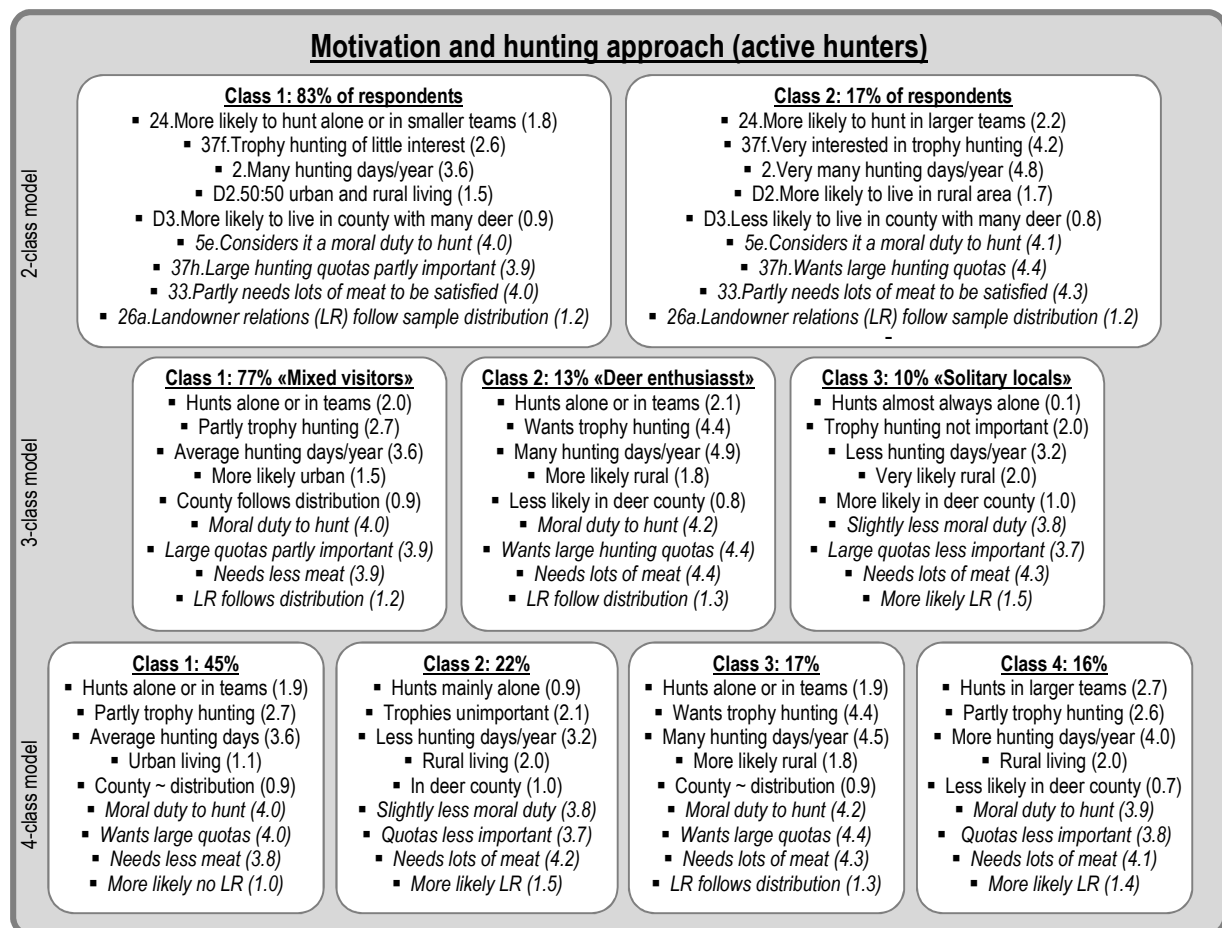 Motivation and hunting approach (active hunters)
2-class model
Class 1: 83% of respondents
▪ 24.More likely to hunt alone or in smaller teams (1.8)
▪ 37f.Trophy hunting of little interest (2.6)
▪ 2.Many hunting days/year (3.6)
▪ D2.50:50 urban and rural living (1.5)
▪ D3.More likely to live in county with many deer (0.9)
▪ 5e.Considers it a moral duty to hunt (4.0)
▪ 37h.Large hunting quotas partly important (3.9)
▪ 33.Partly needs lots of meat to be satisfied (4.0)
▪ 26a.Landowner relations (LR) follow sample distribution (1.2)
Class 2: 17% of respondents
▪ 24.More likely to hunt in larger teams (2.2)
▪ 37f.Very interested in trophy hunting (4.2)
▪ 2.Very many hunting days/year (4.8)
▪ D2.More likely to live in rural area (1.7)
▪ D3.Less likely to live in county with many deer (0.8)
▪ 5e.Considers it a moral duty to hunt (4.1)
▪ 37h.Wants large hunting quotas (4.4)
▪ 33.Partly needs lots of meat to be satisfied (4.3)
▪ 26a.Landowner relations (LR) follow sample distribution (1.2)
-
3-class model
Class 1: 77% «Mixed visitors»
▪ Hunts alone or in teams (2.0)
▪ Partly trophy hunting (2.7)
▪ Average hunting days/year (3.6)
▪ More likely urban (1.5)
▪ County follows distribution (0.9)
▪ Moral duty to hunt (4.0)
▪ Large quotas partly important (3.9)
▪ Needs less meat (3.9)
▪ LR follows distribution (1.2)
Class 2: 13% «Deer enthusiasst»
▪ Hunts alone or in teams (2.1)
▪ Wants trophy hunting (4.4)
▪ Many hunting days/year (4.9)
▪ More likely rural (1.8)
▪ Less likely in deer county (0.8)
▪ Moral duty to hunt (4.2)
▪ Wants large hunting quotas (4.4)
▪ Needs lots of meat (4.4)
▪ LR follow distribution (1.3)
Class 3: 10% «Solitary locals»
▪ Hunts almost always alone (0.1)
▪ Trophy hunting not important (2.0)
▪ Less hunting days/year (3.2)
▪ Very likely rural (2.0)
▪ More likely in deer county (1.0)
▪ Slightly less moral duty (3.8)
▪ Large quotas less important (3.7)
▪ Needs lots of meat (4.3)
▪ More likely LR (1.5)
4-class model
Class 1: 45%
▪ Hunts alone or in teams (1.9)
▪ Partly trophy hunting (2.7)
▪ Average hunting days (3.6)
▪ Urban living (1.1)
▪ County ~ distribution (0.9)
▪ Moral duty to hunt (4.0)
▪ Wants large quotas (4.0)
▪ Needs less meat (3.8)
▪ More likely no LR (1.0)
Class 2: 22%
▪ Hunts mainly alone (0.9)
▪ Trophies unimportant (2.1)
▪ Less hunting days/year (3.2)
▪ Rural living (2.0)
▪ In deer county (1.0)
▪ Slightly less moral duty (3.8)
▪ Quotas less important (3.7)
▪ Needs lots of meat (4.2)
▪ More likely LR (1.5)
Class 3: 17%
▪ Hunts alone or in teams (1.9)
▪ Wants trophy hunting (4.4)
▪ Many hunting days/year (4.5)
▪ More likely rural (1.8)
▪ County ~ distribution (0.9)
▪ Moral duty to hunt (4.2)
▪ Wants large quotas (4.4)
▪ Needs lots of meat (4.3)
▪ LR follows distribution (1.3)
Class 4: 16%
▪ Hunts in larger teams (2.7)
▪ Partly trophy hunting (2.6)
▪ More hunting days/year (4.0)
▪ Rural living (2.0)
▪ Less likely in deer county (0.7)
▪ Moral duty to hunt (3.9)
▪ Quotas less important (3.8)
▪ Needs lots of meat (4.1)
▪ More likely LR (1.4)